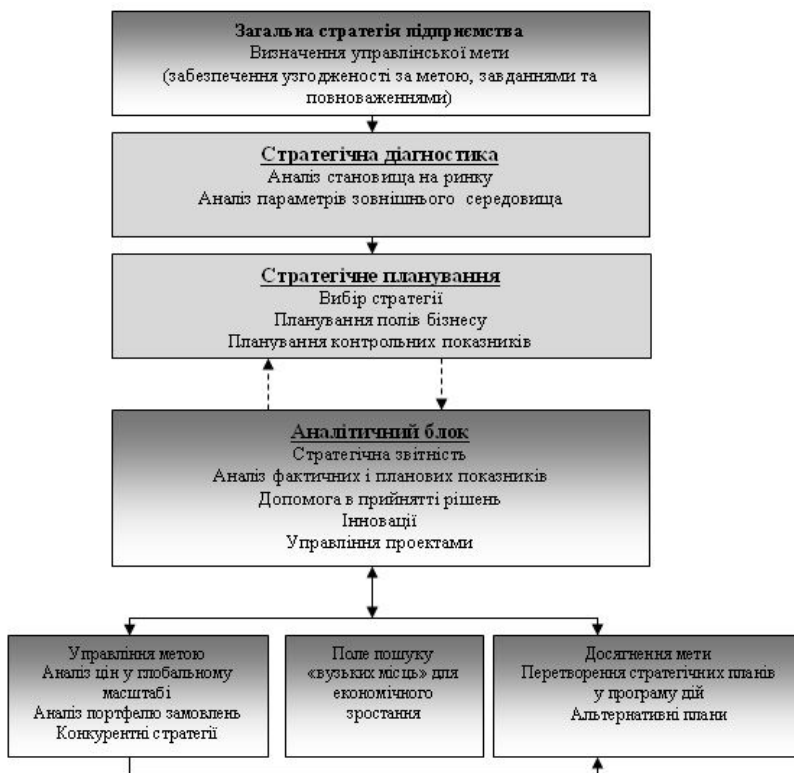 Загальна стратегія підприємства
Визначення управлінської мети
(забезпечення узгодженості за метою, завданнями та
повноваженнями)
Стратегічна діагностика
Аналіз становища на ринку
Аналіз параметрів зовнішнього середовища
Стратегічне планування
Вибір стратегії
Планування полів бізнесу
Планування контрольних показників
Аналітичний блок
Стратегічна звітність
Аналіз фактичних і планових показників
Допомога в прийнятті рішень
Інновації
Управління проектами
Управління метою
Аналіз цін у глобальному
масштабі
Аналіз портфелю замовлень
Конкурентні стратегії
Поле пошуку
«вузьких місць» для
економічного
зростання
Досягнення мети
Перетворення стратегічних планів
у програму дій
Альтернативні плани